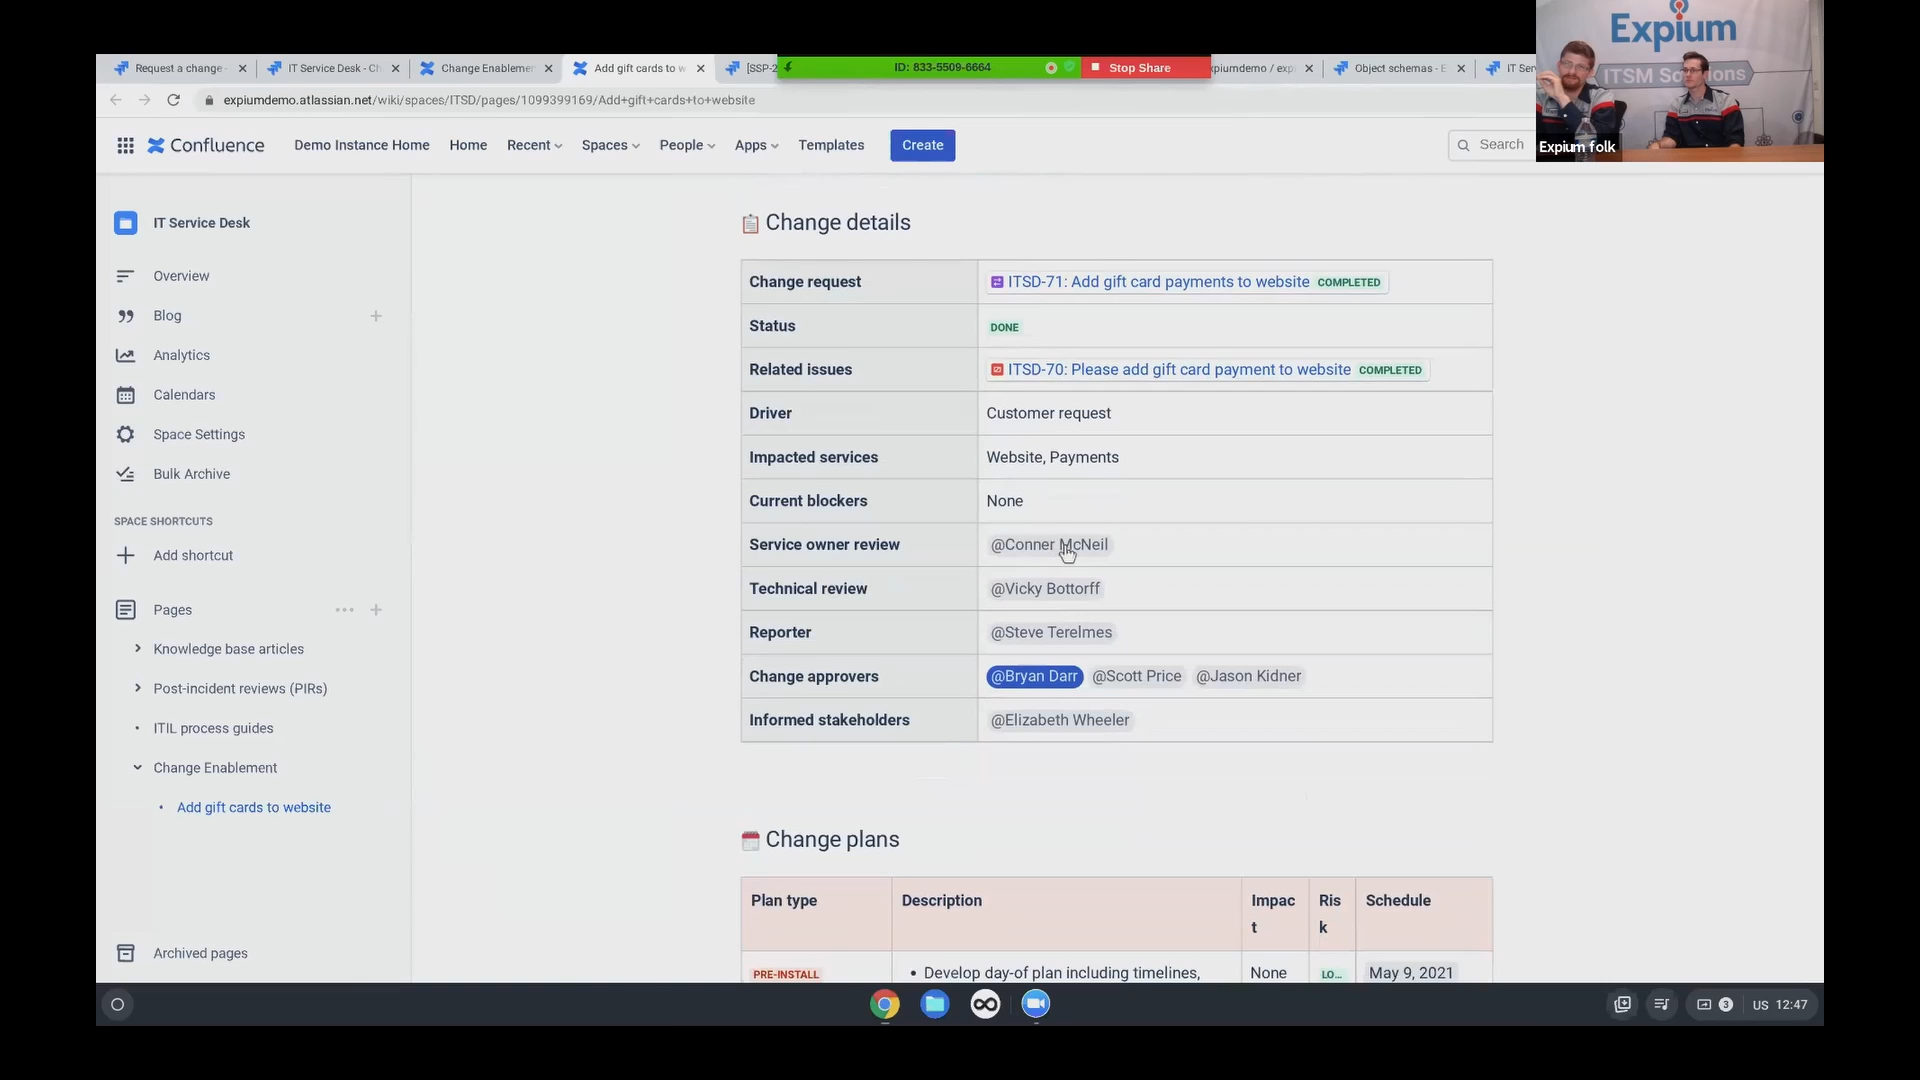 Request a change -
IT Service Desk - Ch
Change Enablemen
Add gift cards to w
[SSP-2
ID: 833-5509-6664
Stop Share
xpiumdemo / exp
Object schemas - E
IT Ser
expiumdemo.atlassian.net/wiki/spaces/ITSD/pages/1099399169/Add+gift+cards+to+website
Expium
ITSM Solutions
Expium folk
Confluence
Demo Instance Home
Home
Recent
Spaces
People
Apps
Templates
Create
Search
IT Service Desk
Overview
Blog
Analytics
Calendars
Space Settings
Bulk Archive
SPACE SHORTCUTS
Add shortcut
Pages
Knowledge base articles
Post-incident reviews (PIRs)
ITIL process guides
Change Enablement
Add gift cards to website
Archived pages
Change details
Change request ITSD-71: Add gift card payments to website COMPLETED
Status DONE
Related issues ITSD-70: Please add gift card payment to website COMPLETED
Driver Customer request
Impacted services Website, Payments
Current blockers None
Service owner review @Conner McNeil
Technical review @Vicky Bottorff
Reporter @Steve Terelmes
Change approvers @Bryan Darr @Scott Price @Jason Kidner
Informed stakeholders @Elizabeth Wheeler
Change plans
Plan type Description Impac Ris Schedule
t k
PRE-INSTALL • Develop day-of plan including timelines, None LO... May 9, 2021
3 US 12:47